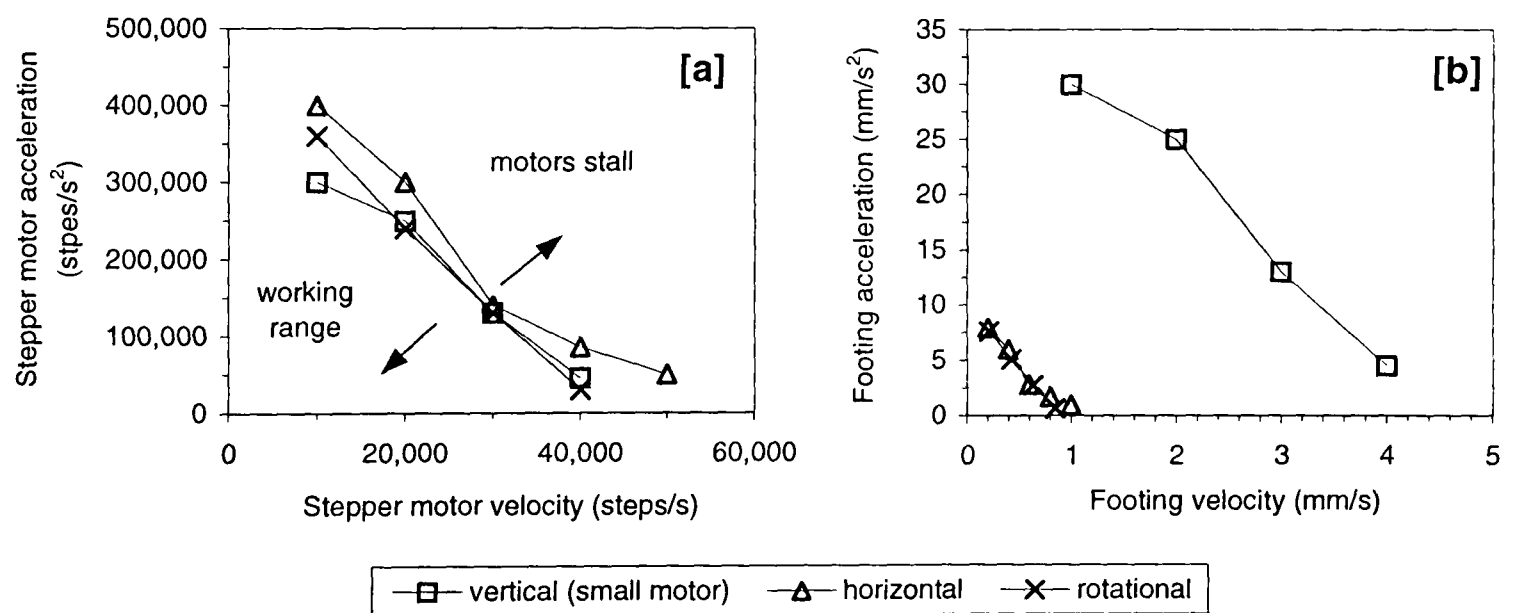 500,000
400,000
300,000
200,000
100,000
0
Stepper motor acceleration
(stpes/s²)
[a]
motors stall
working
range
0 20,000 40,000 60,000
Stepper motor velocity (steps/s)
35
30
25
20
15
10
5
0
Footing acceleration (mm/s²)
[b]
0 1 2 3 4 5
Footing velocity (mm/s)
vertical (small motor) horizontal rotational